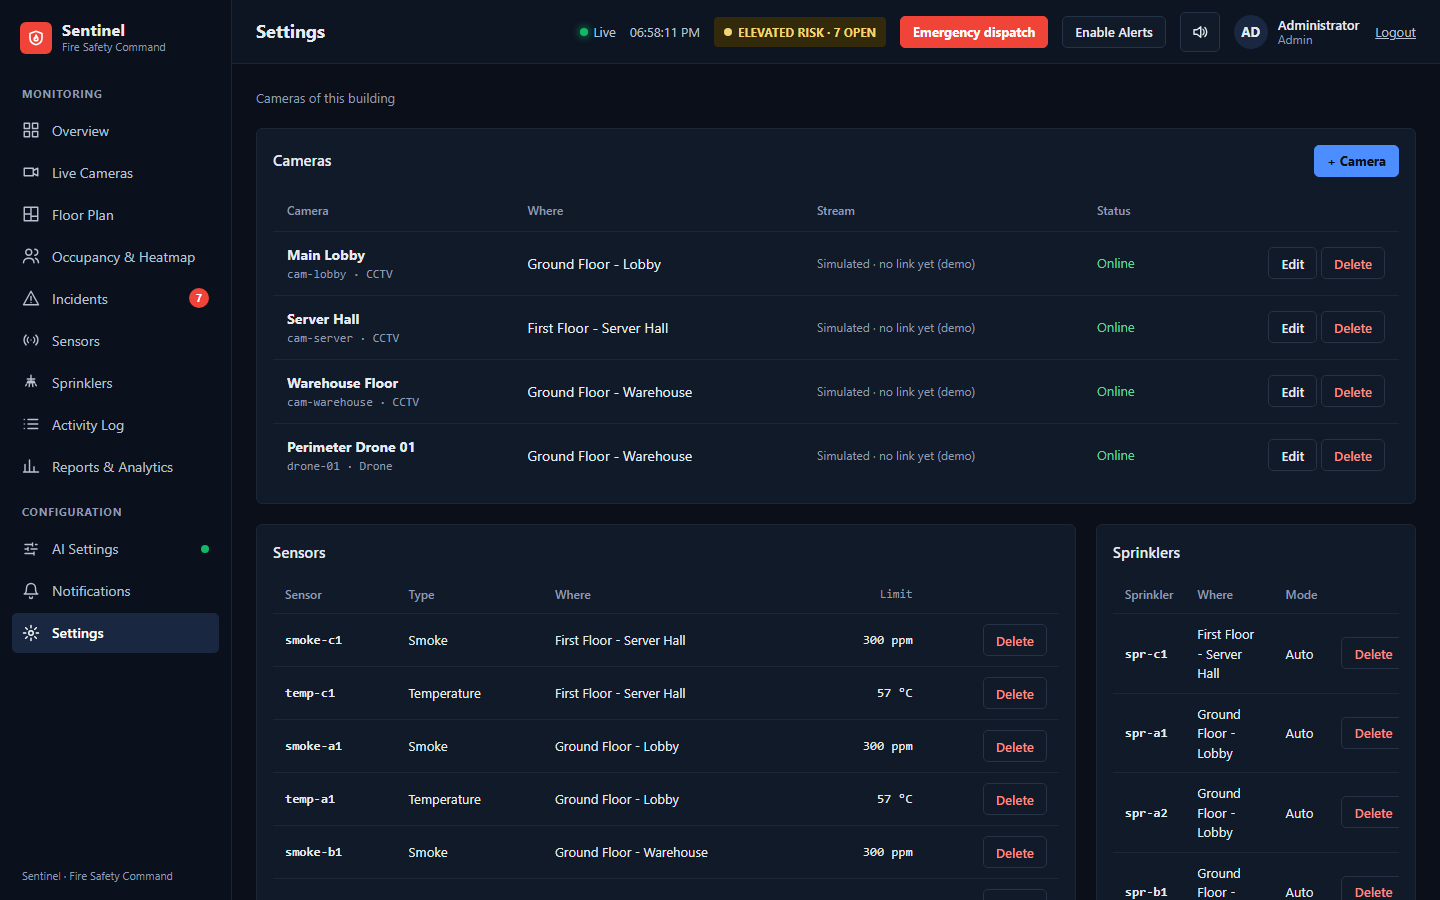 Sentinel
Fire Safety Command
MONITORING
Overview
Live Cameras
Floor Plan
Occupancy & Heatmap
Incidents 7
Sensors
Sprinklers
Activity Log
Reports & Analytics
CONFIGURATION
AI Settings
Notifications
Settings
Sentinel · Fire Safety Command
Settings
Live 06:58:11 PM ELEVATED RISK · 7 OPEN Emergency dispatch Enable Alerts AD Administrator Logout
Admin
Cameras of this building
Cameras + Camera
Camera Where Stream Status
Main Lobby
cam-lobby · CCTV
Ground Floor - Lobby Simulated · no link yet (demo) Online Edit Delete
Server Hall
cam-server · CCTV
First Floor - Server Hall Simulated · no link yet (demo) Online Edit Delete
Warehouse Floor
cam-warehouse · CCTV
Ground Floor - Warehouse Simulated · no link yet (demo) Online Edit Delete
Perimeter Drone 01
drone-01 · Drone
Ground Floor - Warehouse Simulated · no link yet (demo) Online Edit Delete
Sensors
Sensor Type Where Limit
smoke-c1 Smoke First Floor - Server Hall 300 ppm Delete
temp-c1 Temperature First Floor - Server Hall 57 °C Delete
smoke-a1 Smoke Ground Floor - Lobby 300 ppm Delete
temp-a1 Temperature Ground Floor - Lobby 57 °C Delete
smoke-b1 Smoke Ground Floor - Warehouse 300 ppm Delete
Sprinklers
Sprinkler Where Mode
spr-c1 First Floor - Server Hall Auto Delete
spr-a1 Ground Floor - Lobby Auto Delete
spr-a2 Ground Floor - Lobby Auto Delete
spr-b1 Ground Floor - Auto Delete